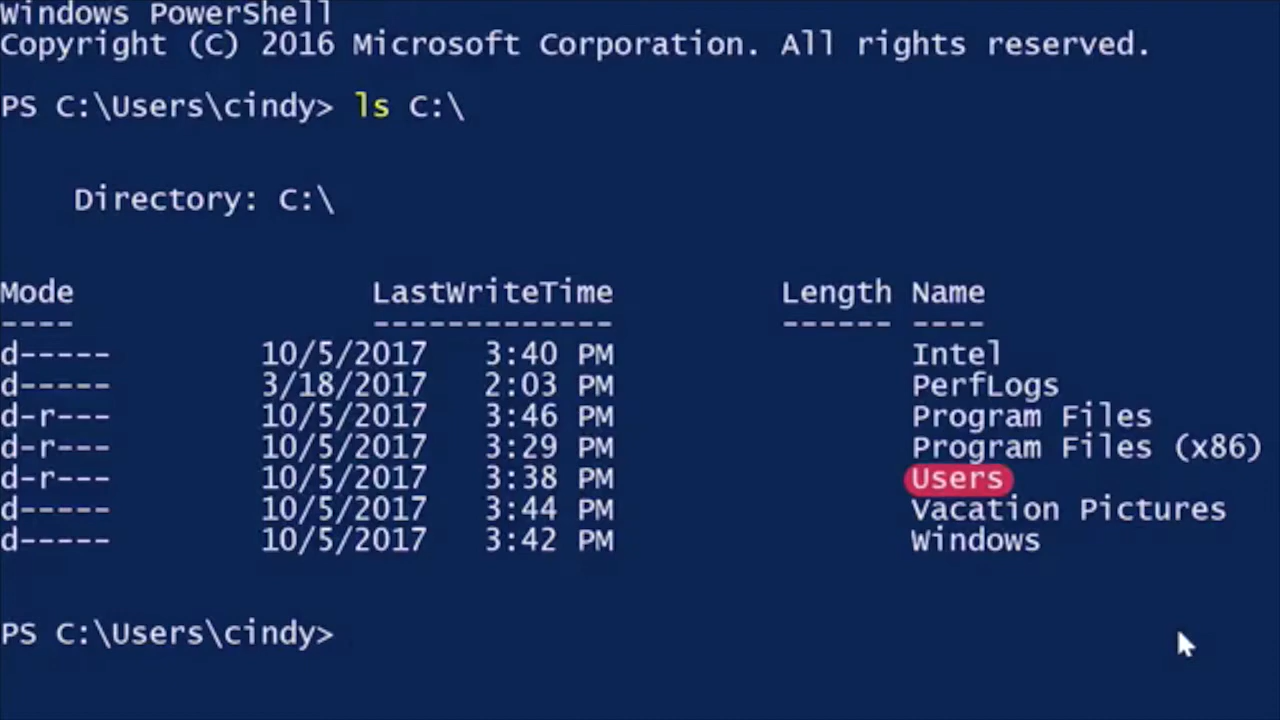 Windows PowerShell
Copyright (C) 2016 Microsoft Corporation. All rights reserved.
PS C:\Users\cindy> ls C:\
Directory: C:\
Mode LastWriteTime Length Name
---- ------------- ------ ----
d----- 10/5/2017 3:40 PM Intel
d----- 3/18/2017 2:03 PM PerfLogs
d-r--- 10/5/2017 3:46 PM Program Files
d-r--- 10/5/2017 3:29 PM Program Files (x86)
d-r--- 10/5/2017 3:38 PM Users
d----- 10/5/2017 3:44 PM Vacation Pictures
d----- 10/5/2017 3:42 PM Windows
PS C:\Users\cindy>